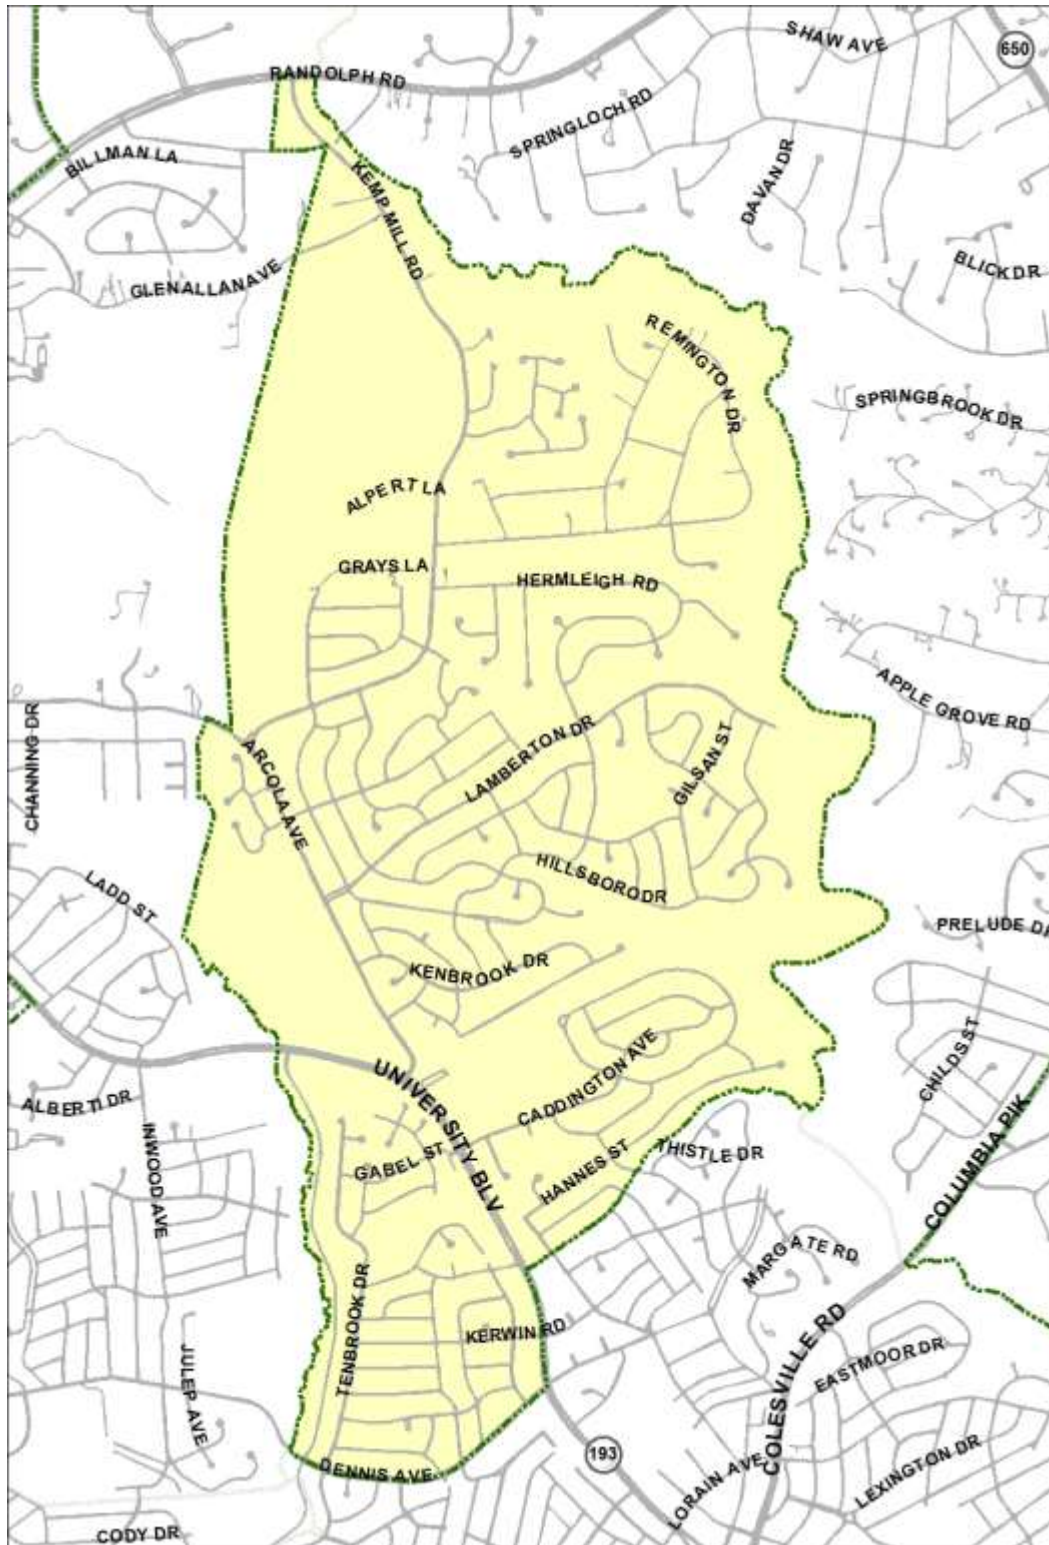 SHAW AVE
650
RANDOLPH RD
SPRINGLOCH RD
BILLMAN LA
KEMP MILL RD
DAVAN DR
GLENALLAN AVE
BLICK DR
REMINGTON DR
SPRINGBROOK DR
ALPERT LA
GRAYS LA
HERMLEIGH RD
APPLE GROVE RD
CHANNING DR
ARCOLA AVE
LAMBERTON DR
GILSAN ST
LADD ST
HILLSBORO DR
PRELUDE DR
KENBROOK DR
CHILDS ST
UNIVERSITY BLV
CADDINGTON AVE
ALBERTI DR
INWOOD AVE
GABEL ST
HANNES ST
THISTLE DR
COLUMBIA PIK
MARGATE RD
TENBROOK DR
KERWIN RD
JULEP AVE
EASTMOOR DR
COLESVILLE RD
193
DENNIS AVE
LORAIN AVE
LEXINGTON DR
CODY DR